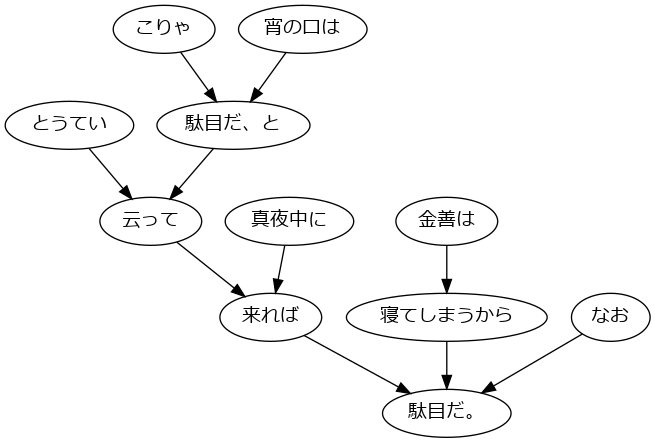 こりゃ
宵の口は
とうてい
駄目だ、と
云って
真夜中に
金善は
来れば
寝てしまうから
なお
駄目だ。